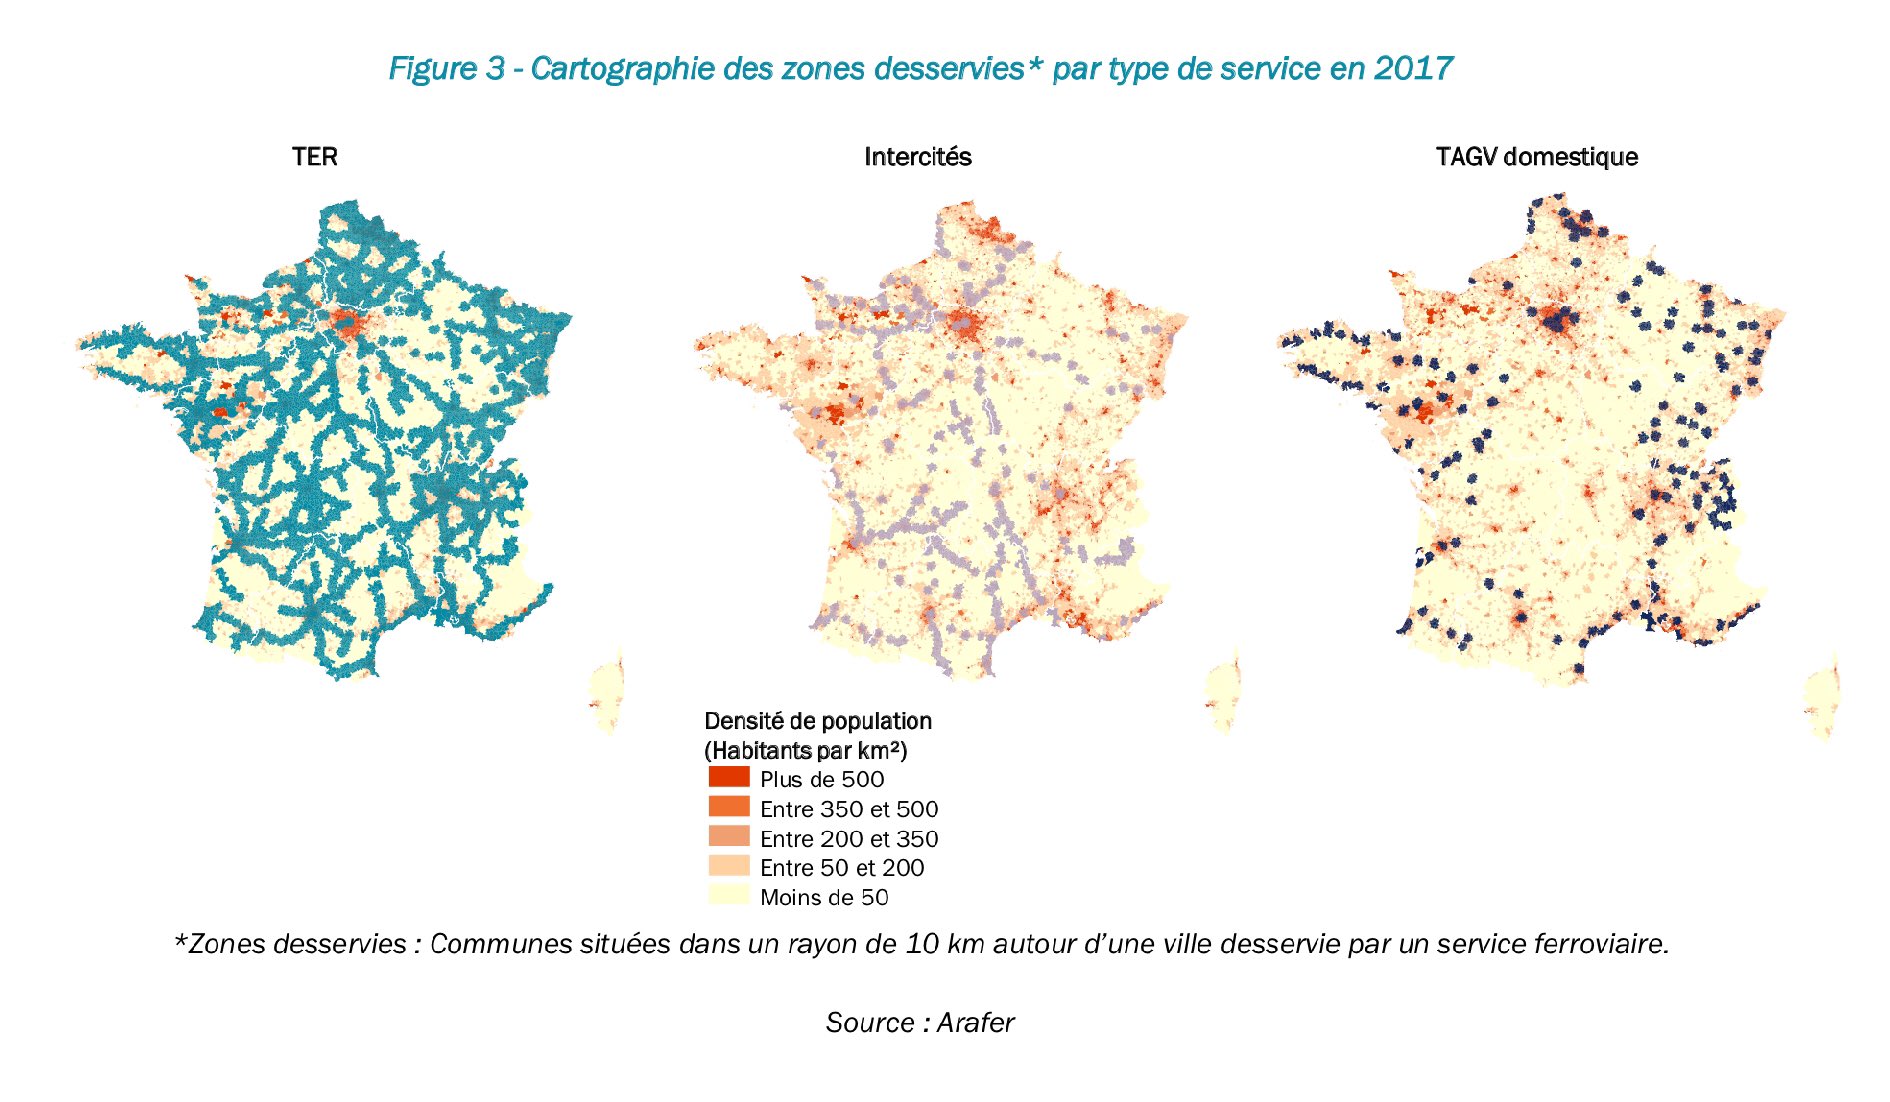 Figure 3 - Cartographie des zones desservies* par type de service en 2017
TER
Intercités
TAGV domestique
Densité de population
(Habitants par km²)
Plus de 500
Entre 350 et 500
Entre 200 et 350
Entre 50 et 200
Moins de 50
*Zones desservies : Communes situées dans un rayon de 10 km autour d’une ville desservie par un service ferroviaire.
Source : Arafer